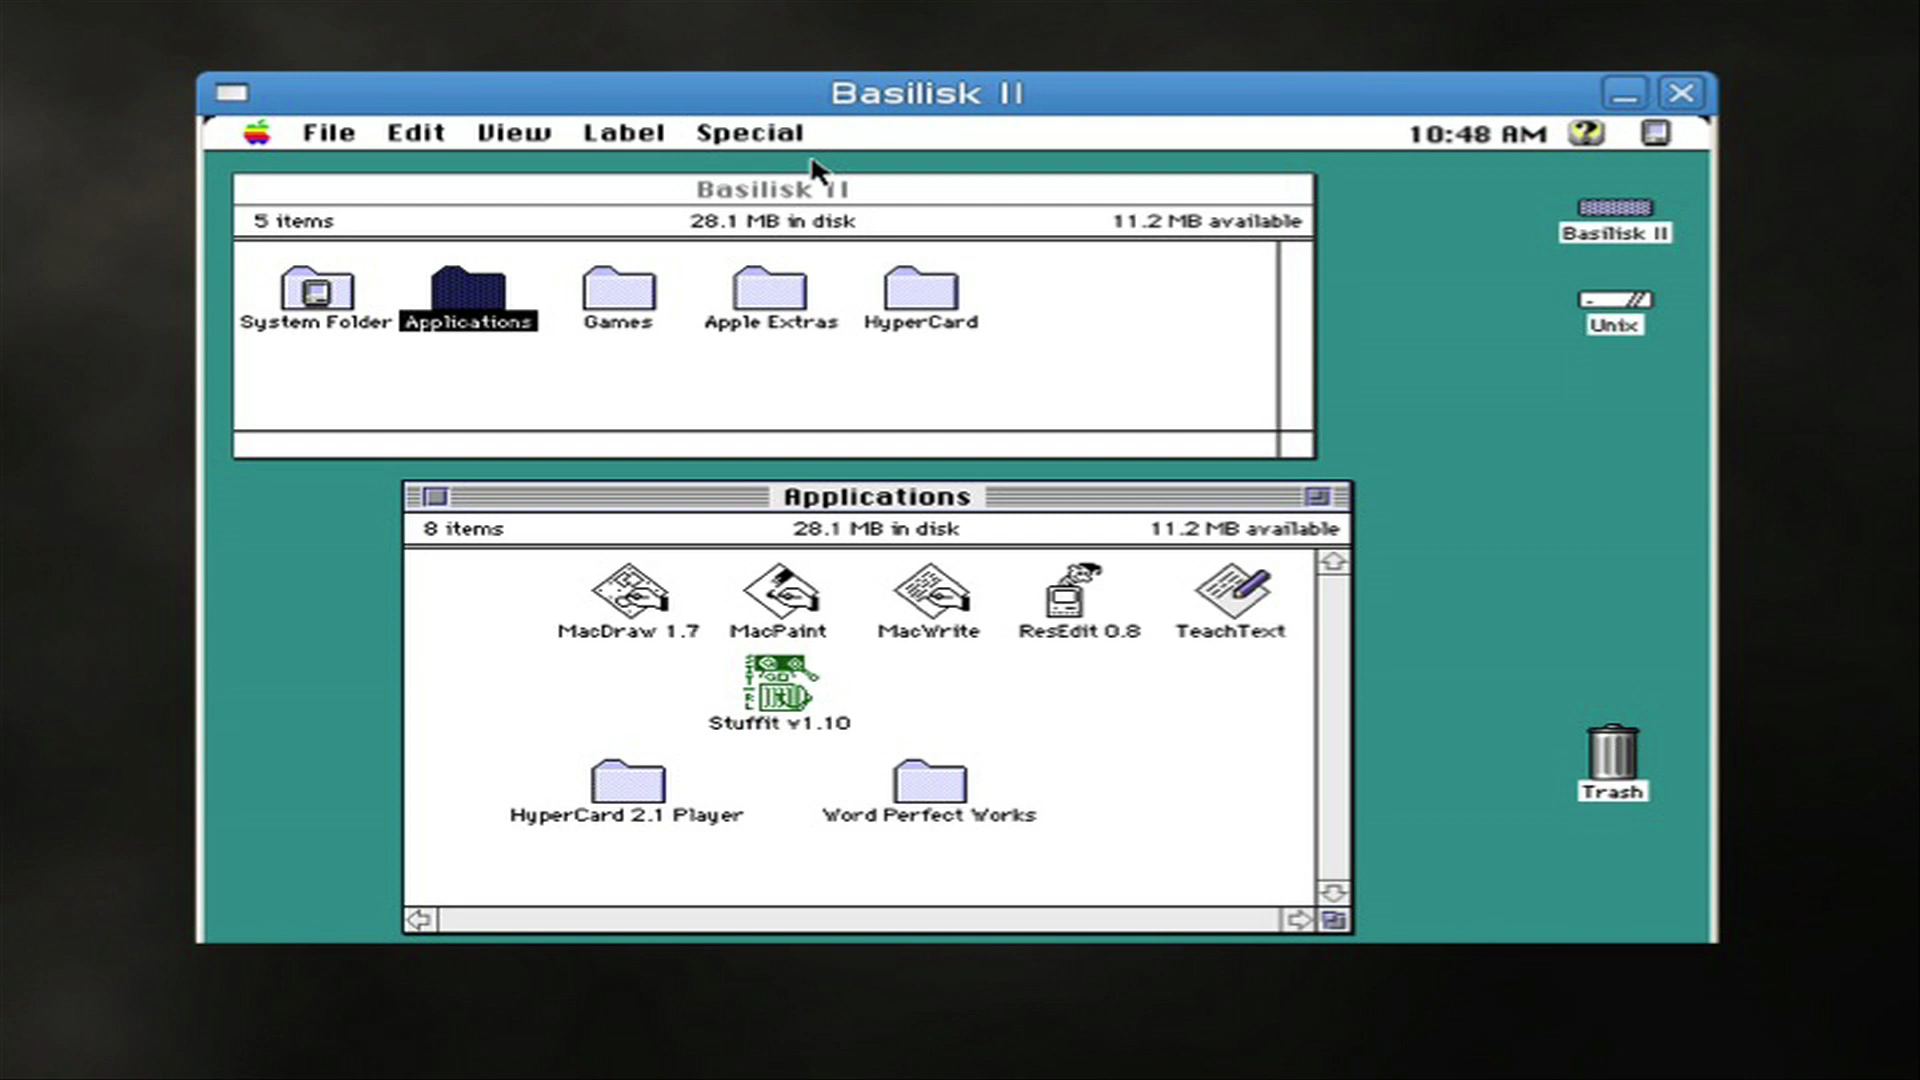 Basilisk II
File Edit View Label Special 10:48 AM
Basilisk II
5 items 28.1 MB in disk 11.2 MB available
System Folder Applications Games Apple Extras HyperCard
Basilisk II
Unix
Applications
8 items 28.1 MB in disk 11.2 MB available
MacDraw 1.7 MacPaint MacWrite ResEdit 0.8 TeachText
Stuffit v1.10
HyperCard 2.1 Player Word Perfect Works
Trash